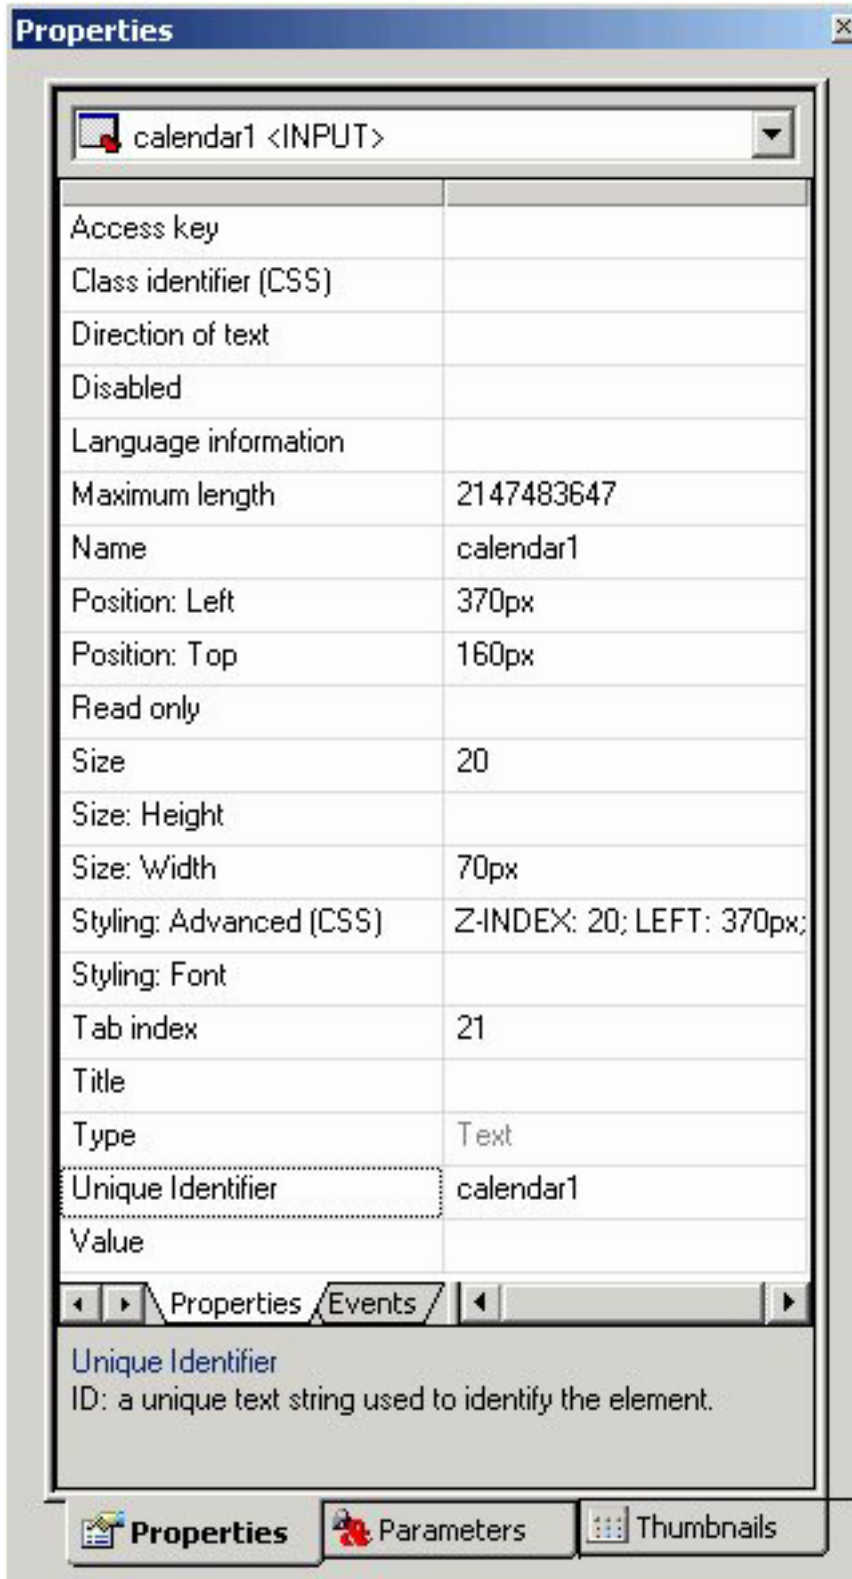 Properties
calendar1 <INPUT>
Access key
Class identifier (CSS)
Direction of text
Disabled
Language information
Maximum length 2147483647
Name calendar1
Position: Left 370px
Position: Top 160px
Read only
Size 20
Size: Height
Size: Width 70px
Styling: Advanced (CSS) Z-INDEX: 20; LEFT: 370px;
Styling: Font
Tab index 21
Title
Type Text
Unique Identifier calendar1
Value
Properties Events
Unique Identifier
ID: a unique text string used to identify the element.
Properties Parameters Thumbnails